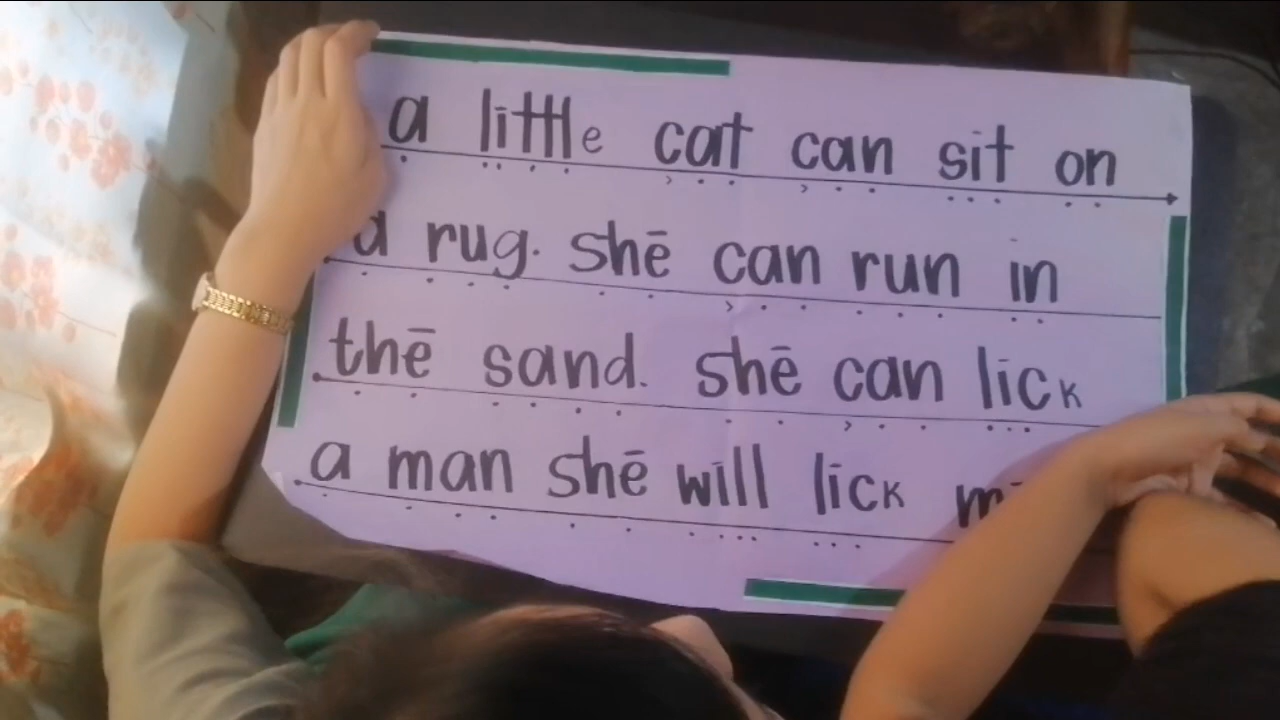 a little cat can sit on
a rug. shē can run in
thē sand. shē can lick
a man shē will lick